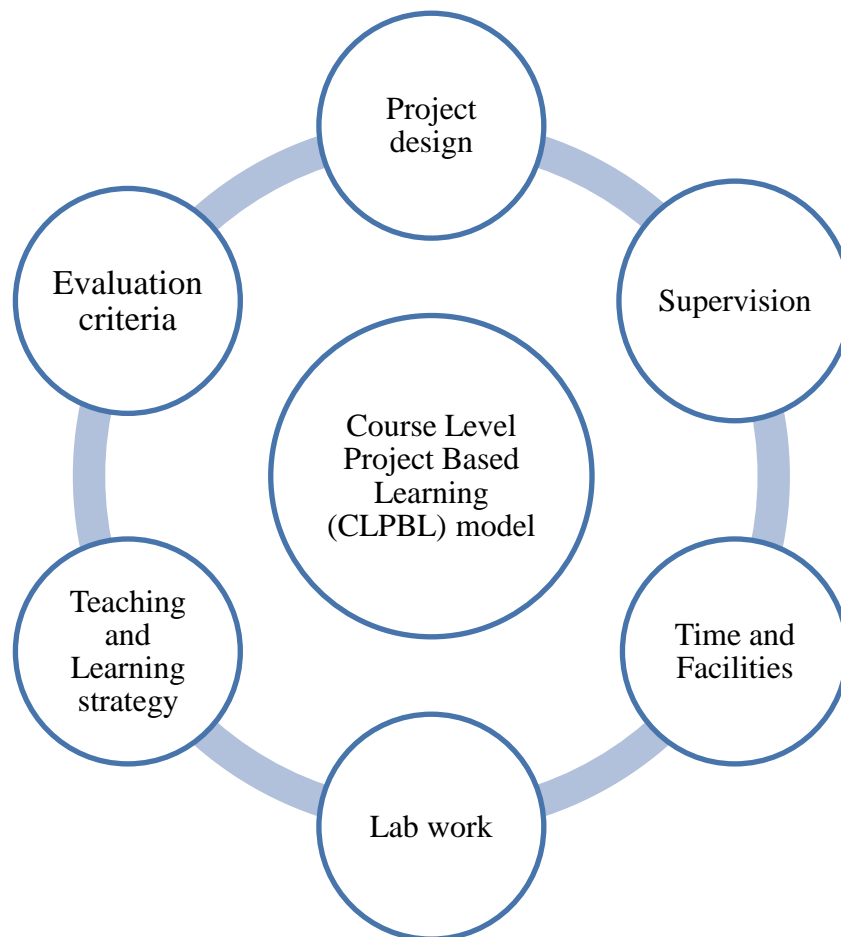 Project
design
Supervision
Time and
Facilities
Lab work
Teaching
and
Learning
strategy
Evaluation
criteria
Course Level
Project Based
Learning
(CLPBL) model